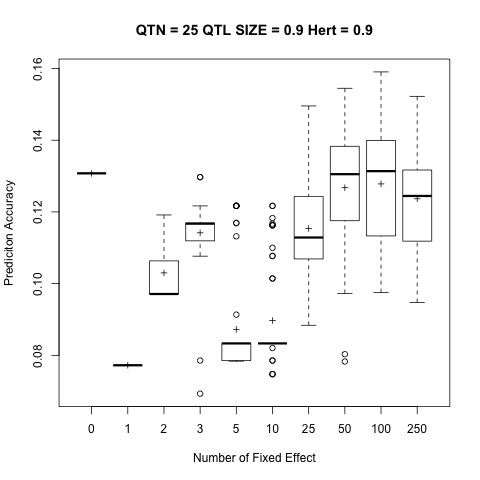 QTN = 25 QTL SIZE = 0.9 Hert = 0.9
0.16
0.14
0.12
0.10
0.08
Prediciton Accuracy
0 1 2 3 5 10 25 50 100 250
Number of Fixed Effect